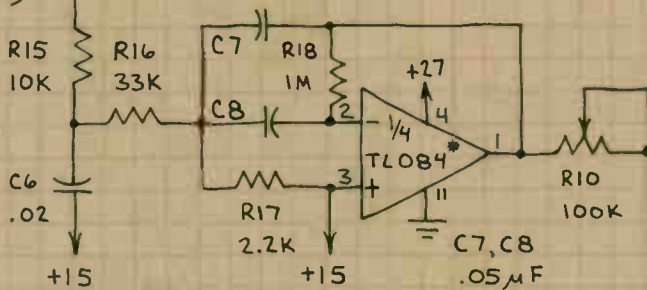 R15
10K
R16
33K
C7
R18
1M
+27
C8
2
-
1/4
4
TL084*
1
3
+
11
C6
.02
R17
2.2K
R10
100K
+15
+15
C7, C8
.05μF